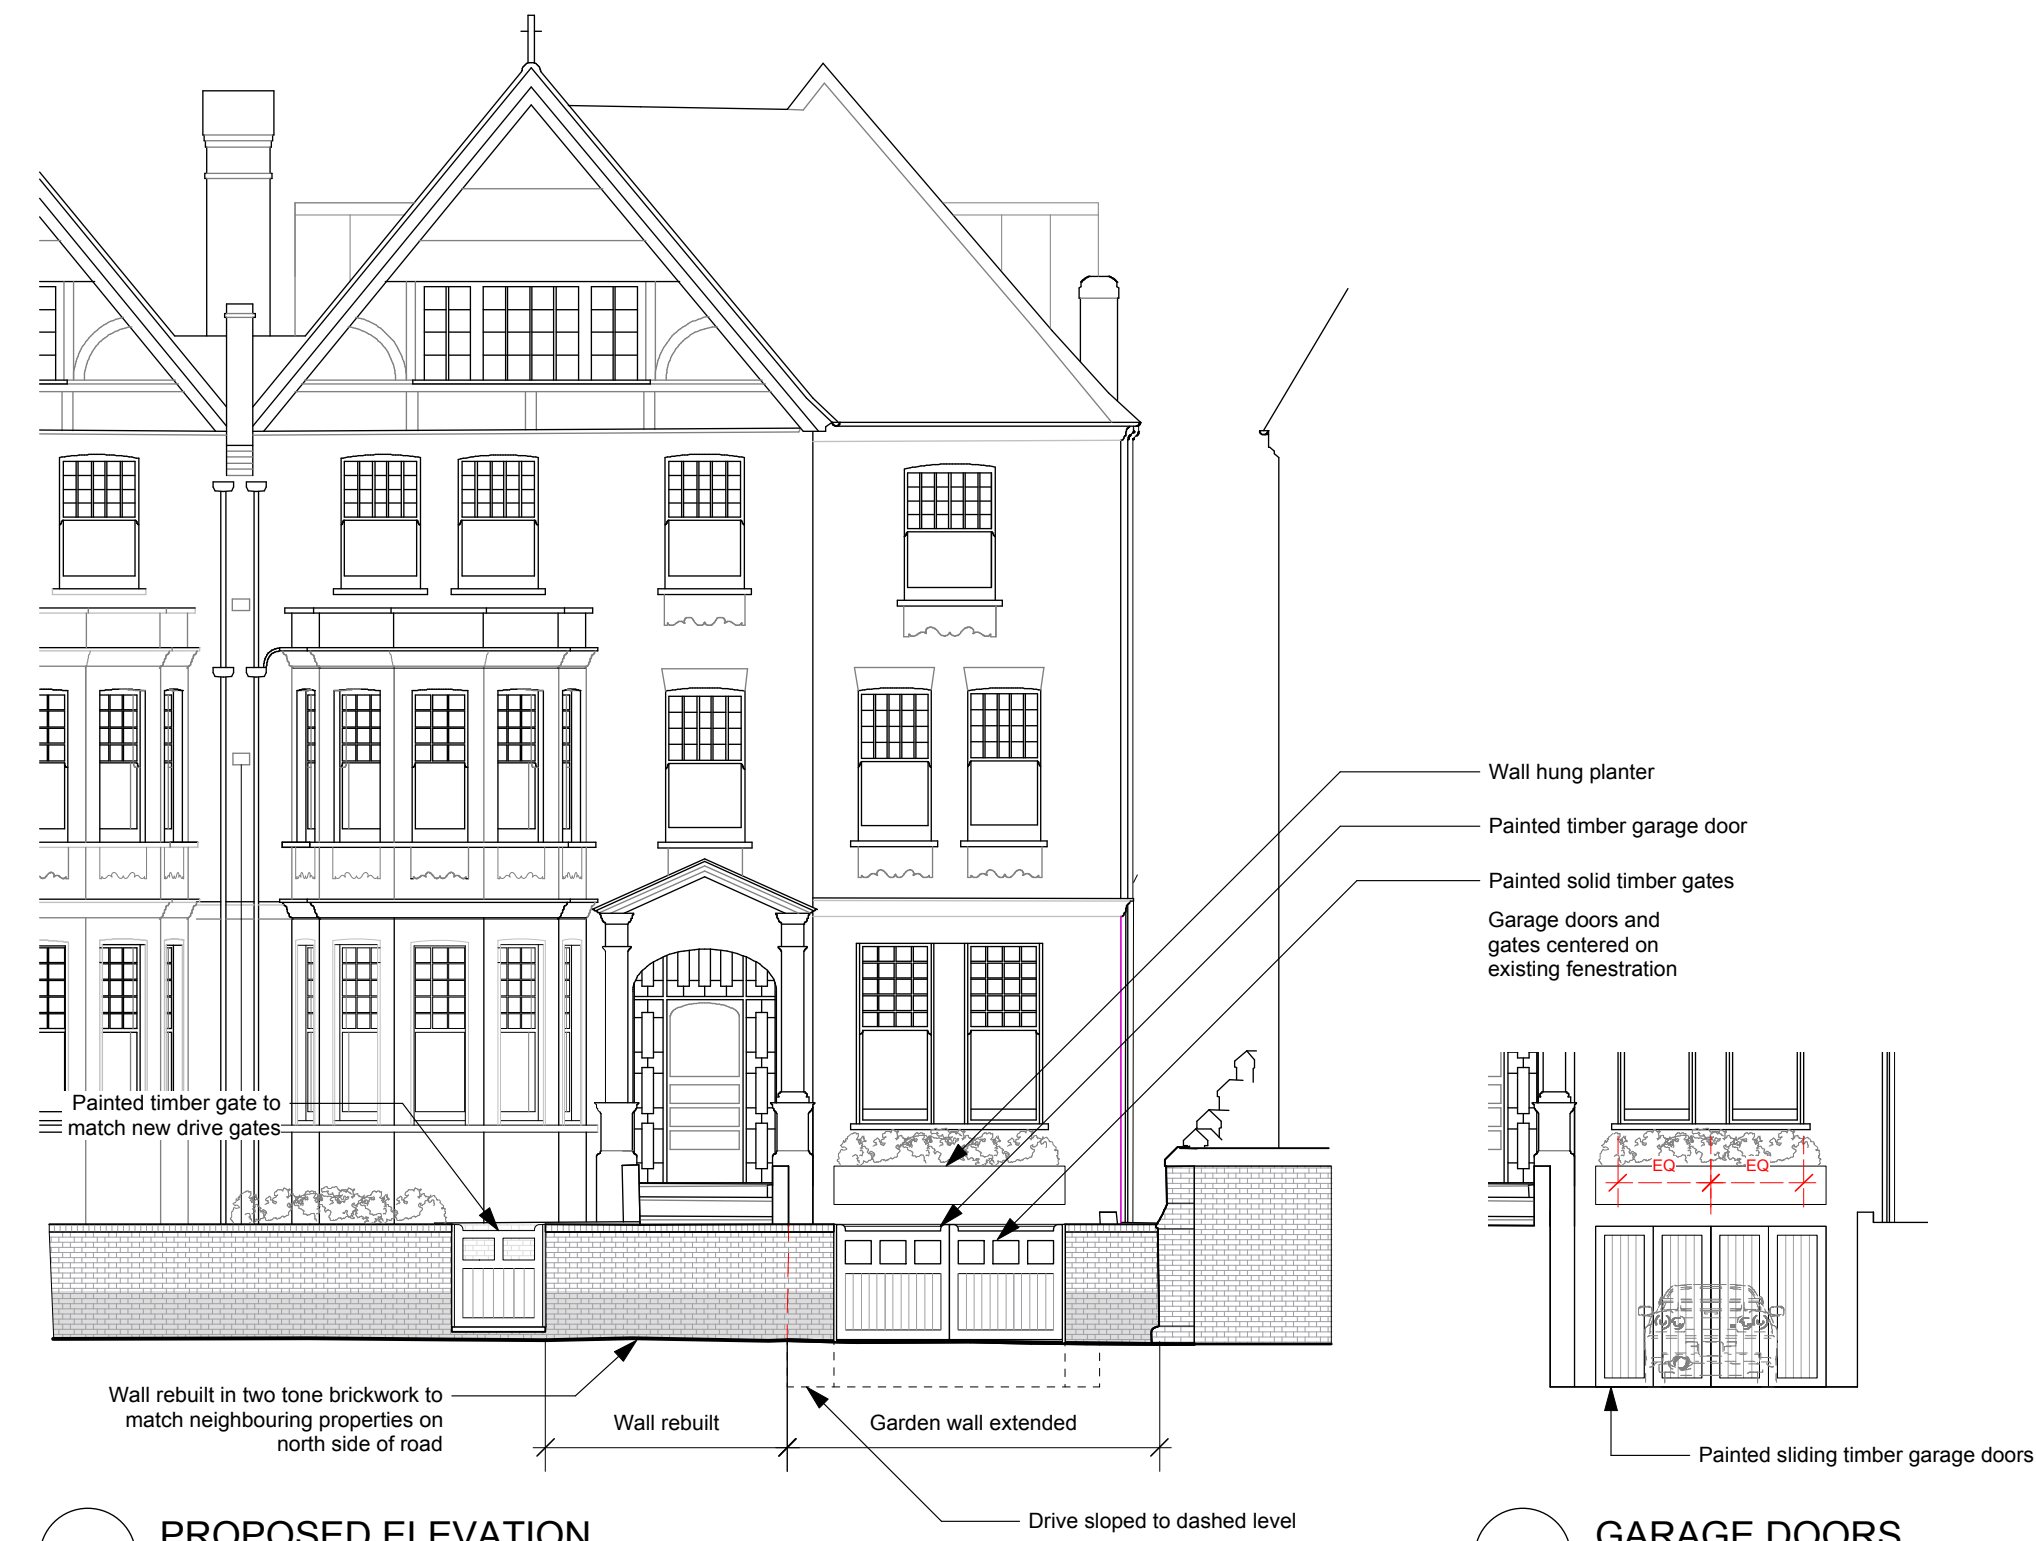 Wall hung planter
Painted timber garage door
Painted solid timber gates
Garage doors and
gates centered on
existing fenestration
Painted timber gate to
match new drive gates
EQ
EQ
Wall rebuilt in two tone brickwork to
match neighbouring properties on
north side of road
Wall rebuilt
Garden wall extended
Painted sliding timber garage doors
Drive sloped to dashed level
PROPOSED ELEVATION
GARAGE DOORS